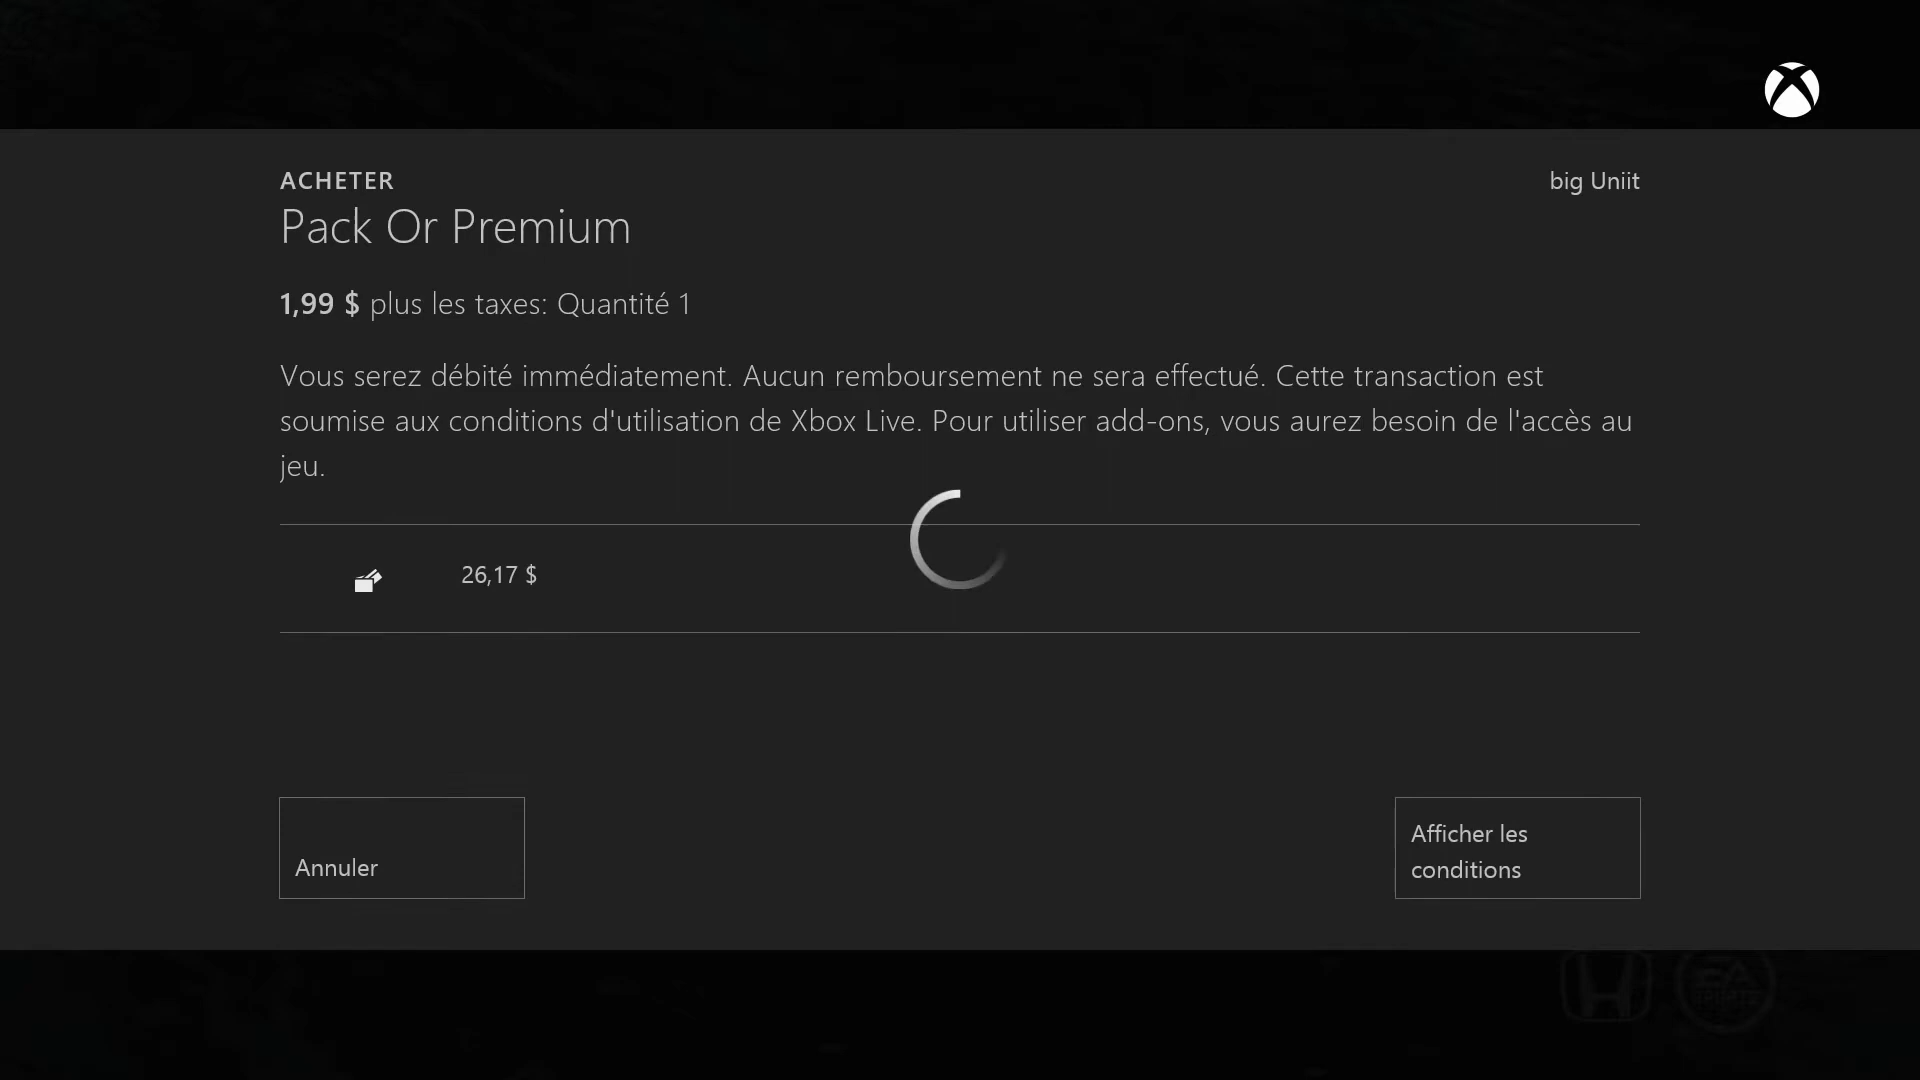 ACHETER
big Uniit
Pack Or Premium
1,99 $ plus les taxes: Quantité 1
Vous serez débité immédiatement. Aucun remboursement ne sera effectué. Cette transaction est
soumise aux conditions d'utilisation de Xbox Live. Pour utiliser add-ons, vous aurez besoin de l'accès au
jeu.
26,17 $
Annuler
Afficher les
conditions
EA
SPORTS